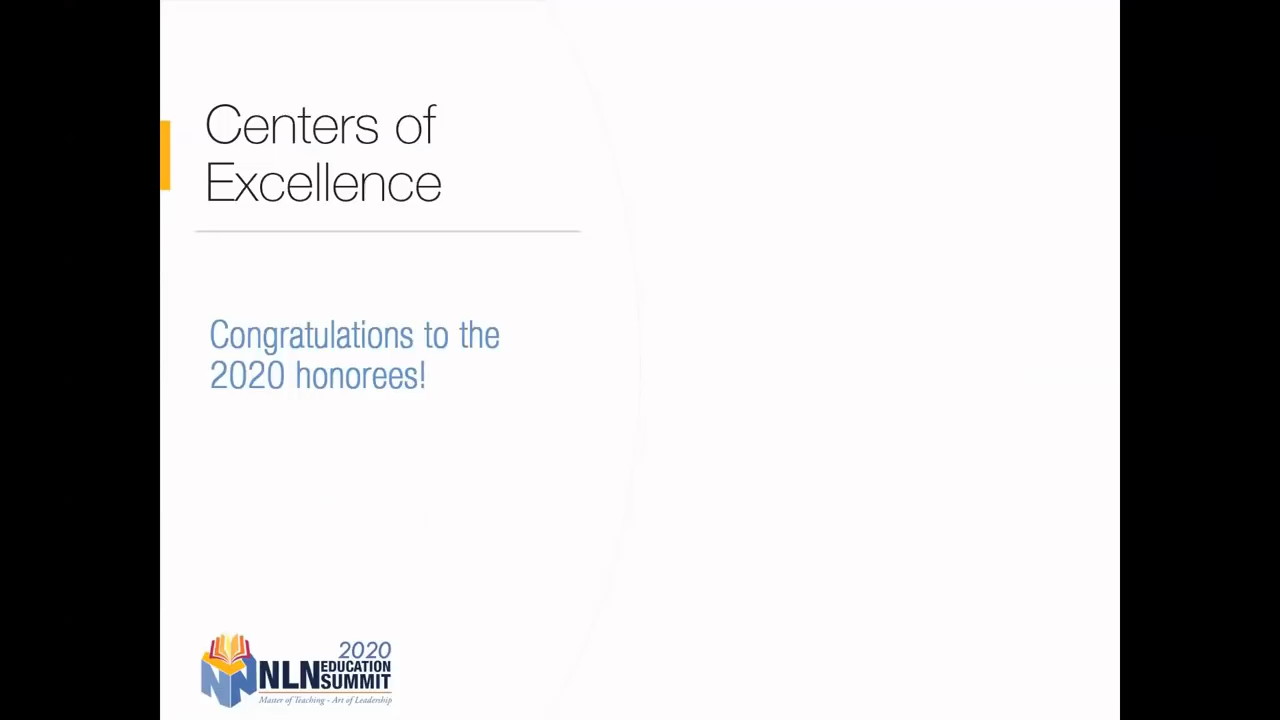 Centers of
Excellence
Congratulations to the
2020 honorees!
2020
NLN EDUCATION
SUMMIT
Master of Teaching - Art of Leadership